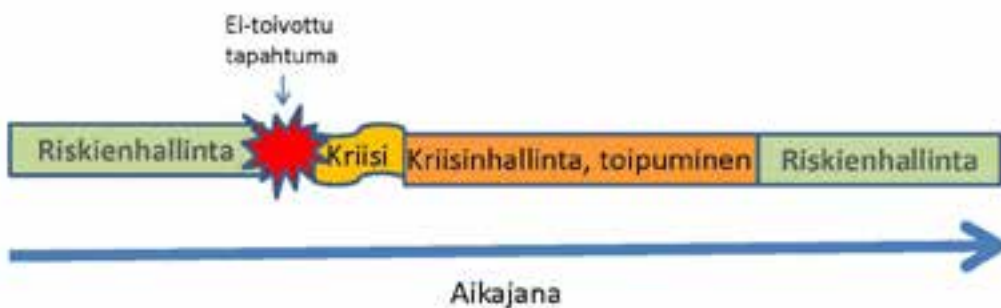 Ei-toivottu
tapahtuma
Riskienhallinta
Kriisi
Kriisinhallinta, toipuminen
Riskienhallinta
Aikajana